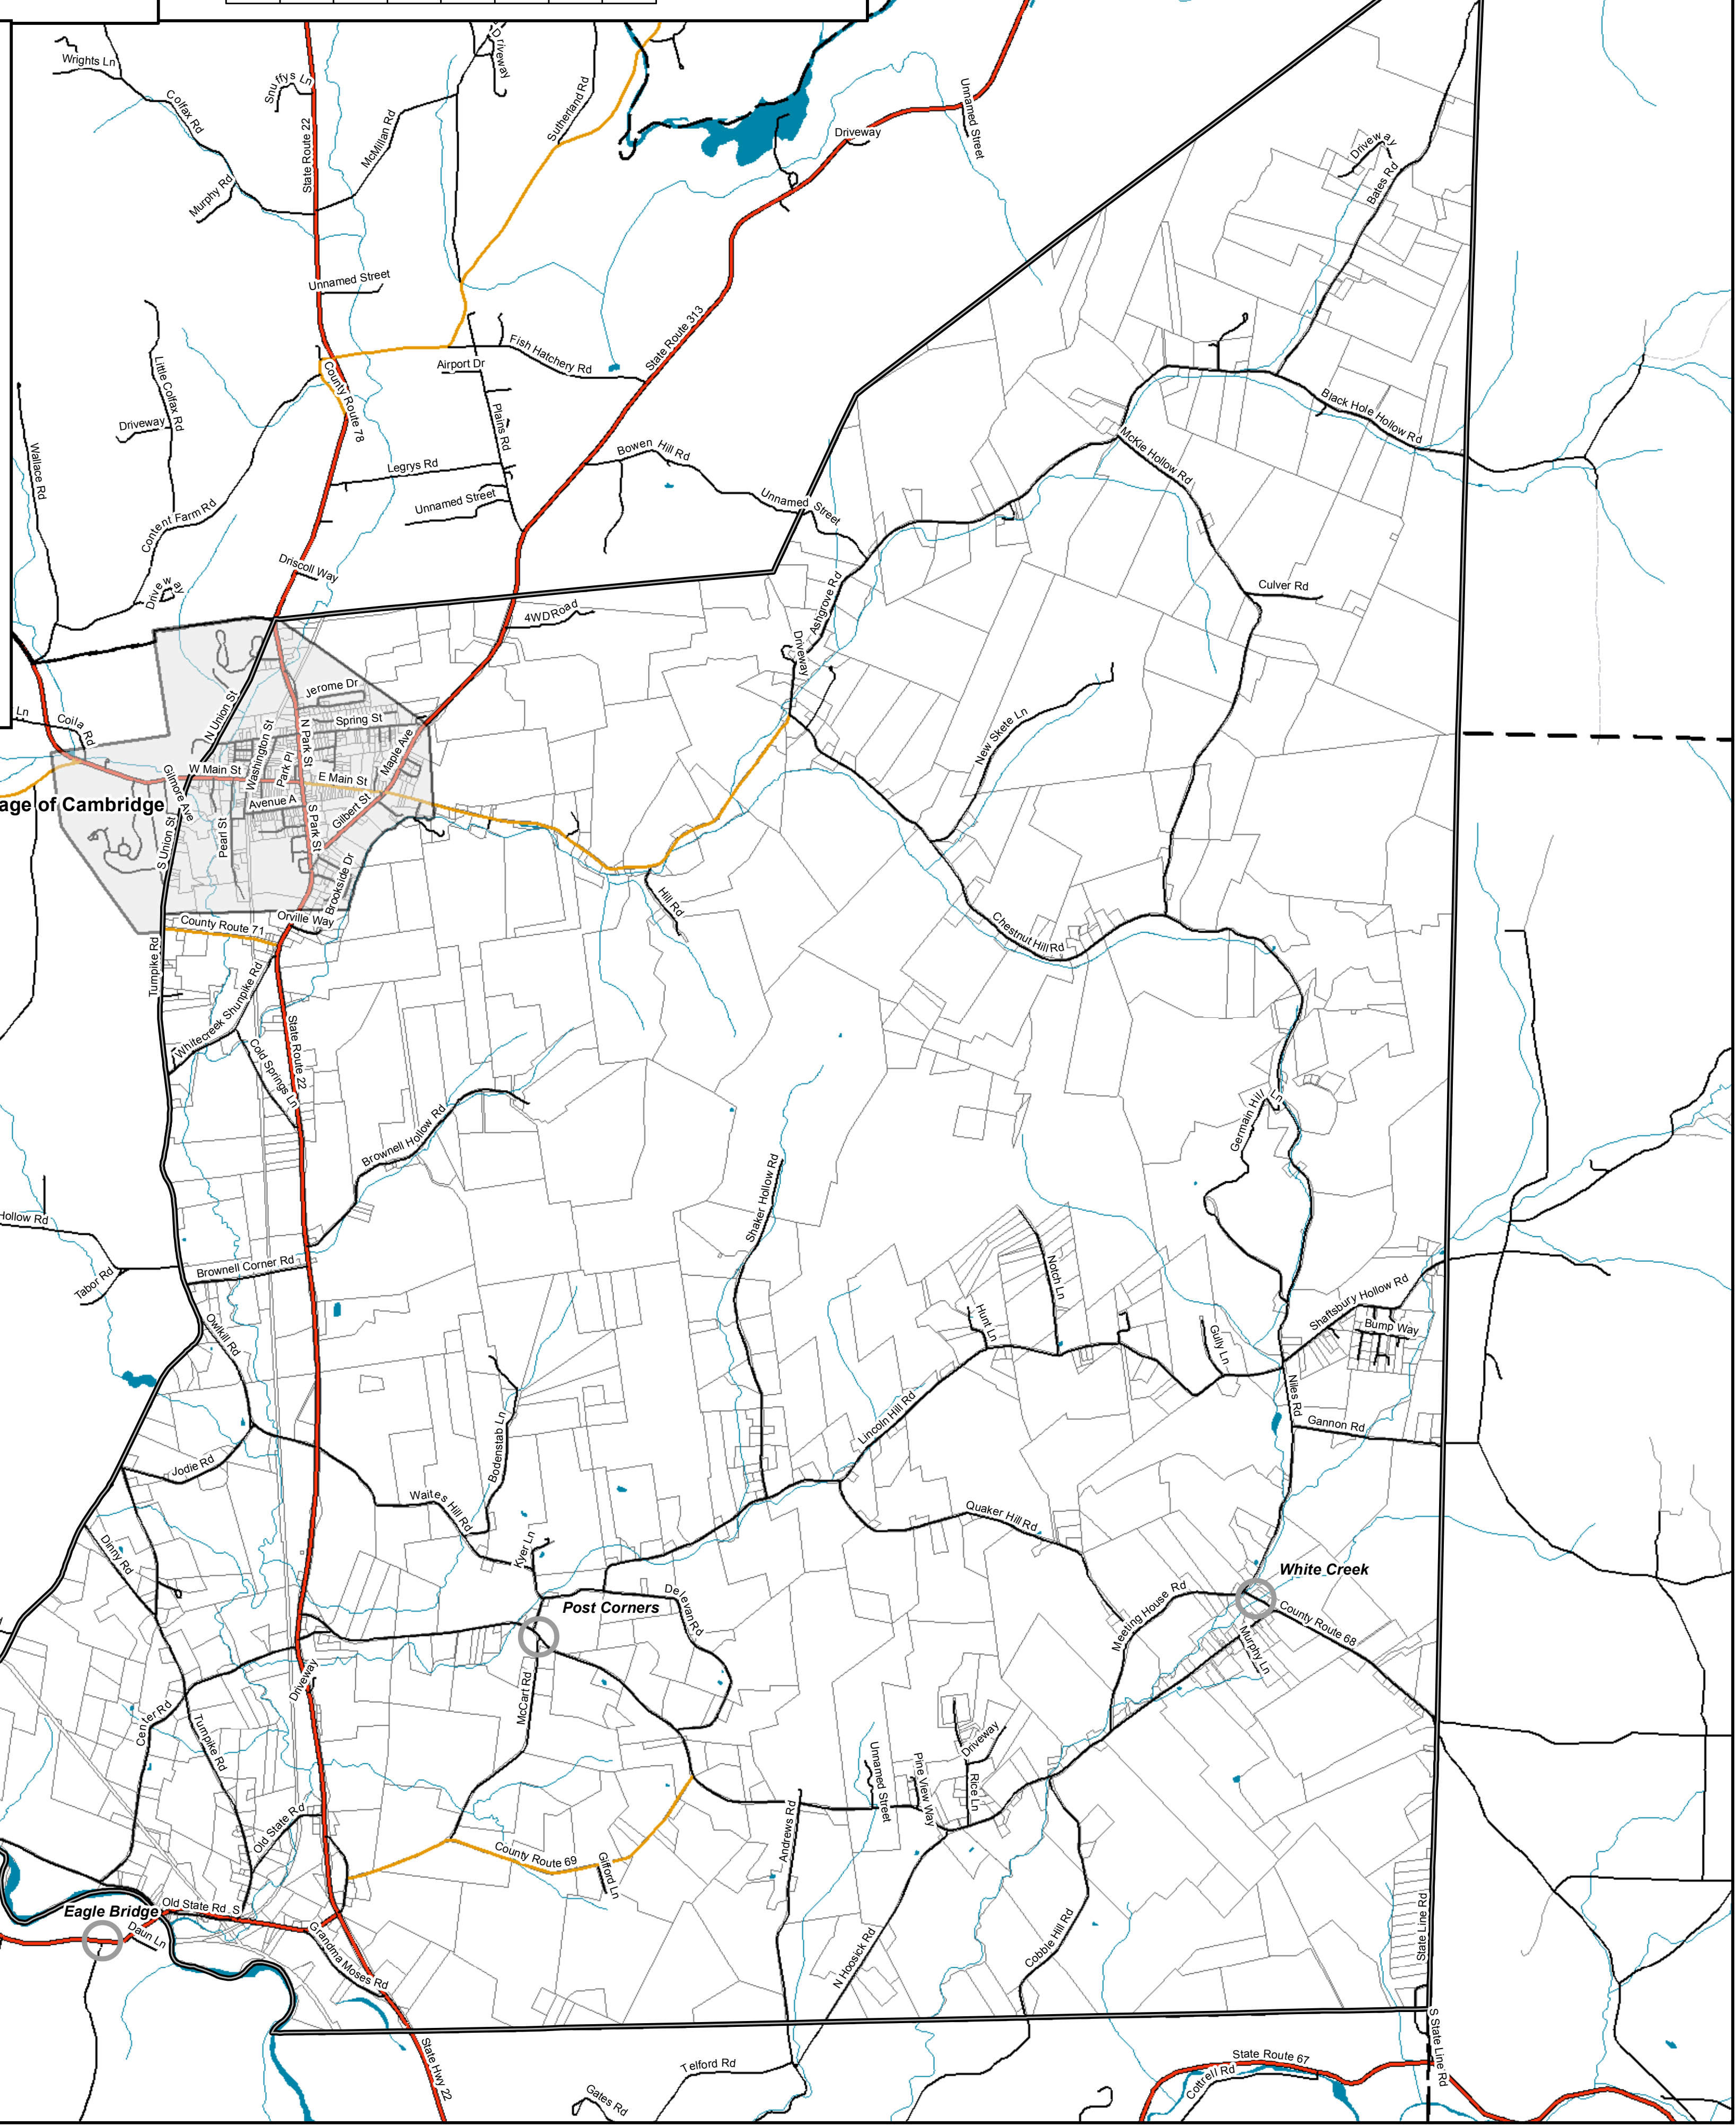 Wrights Ln
Snuffys Ln
Driveway
Colfax Rd
State Route 22
McMillan Rd
Sutherland Rd
Driveway
Unnamed Street
Murphy Rd
Driveway
Bates Rd
Unnamed Street
State Route 313
Fish Hatchery Rd
Airport Dr
County Route 78
Little Colfax Rd
Driveway
Plains Rd
Black Hole Hollow Rd
McKie Hollow Rd
Wallace Rd
Legrys Rd
Bowen Hill Rd
Unnamed Street
Unnamed Street
Content Farm Rd
Driscoll Way
Driveway
Culver Rd
4WD Road
Ashgrove Rd
Driveway
Jerome Dr
Spring St
N Union St
N Park St
Washington St
Park Pl
Maple Ave
Ln
Coila Rd
New Skete Ln
W Main St
E Main St
Gilmore Ave
age of Cambridge
Avenue A
Gilbert St
S Park St
Pearl St
S Union St
Brookside Dr
Hill Rd
Orville Way
County Route 71
Chestnut Hill Rd
Turnpike Rd
Whitecreek Shunpike Rd
State Route 22
Cold Springs Ln
Brownell Hollow Rd
Germain Hill Ln
Shaker Hollow Rd
Hollow Rd
Brownell Corner Rd
Tabor Rd
Notch Ln
Shaftsbury Hollow Rd
Hunt Ln
Bump Way
Owlkill Rd
Gully Ln
Niles Rd
Lincoln Hill Rd
Gannon Rd
Bodenstab Ln
Jodie Rd
Waites Hill Rd
Quaker Hill Rd
Dinny Rd
Kyer Ln
White Creek
Post Corners
Delevan Rd
Meeting House Rd
County Route 68
Murphy Ln
Driveway
McCart Rd
Center Rd
Turnpike Rd
Driveway
Unnamed Street
Pine View Way
Rice Ln
Old State Rd
Andrews Rd
County Route 69
Gifford Ln
Old State Rd S
Eagle Bridge
Daun Ln
Grandma Moses Rd
N Hoosick Rd
Cobble Hill Rd
State Line Rd
S State Line Rd
State Hwy 22
Telford Rd
State Route 67
Cottrell Rd
Gates Rd